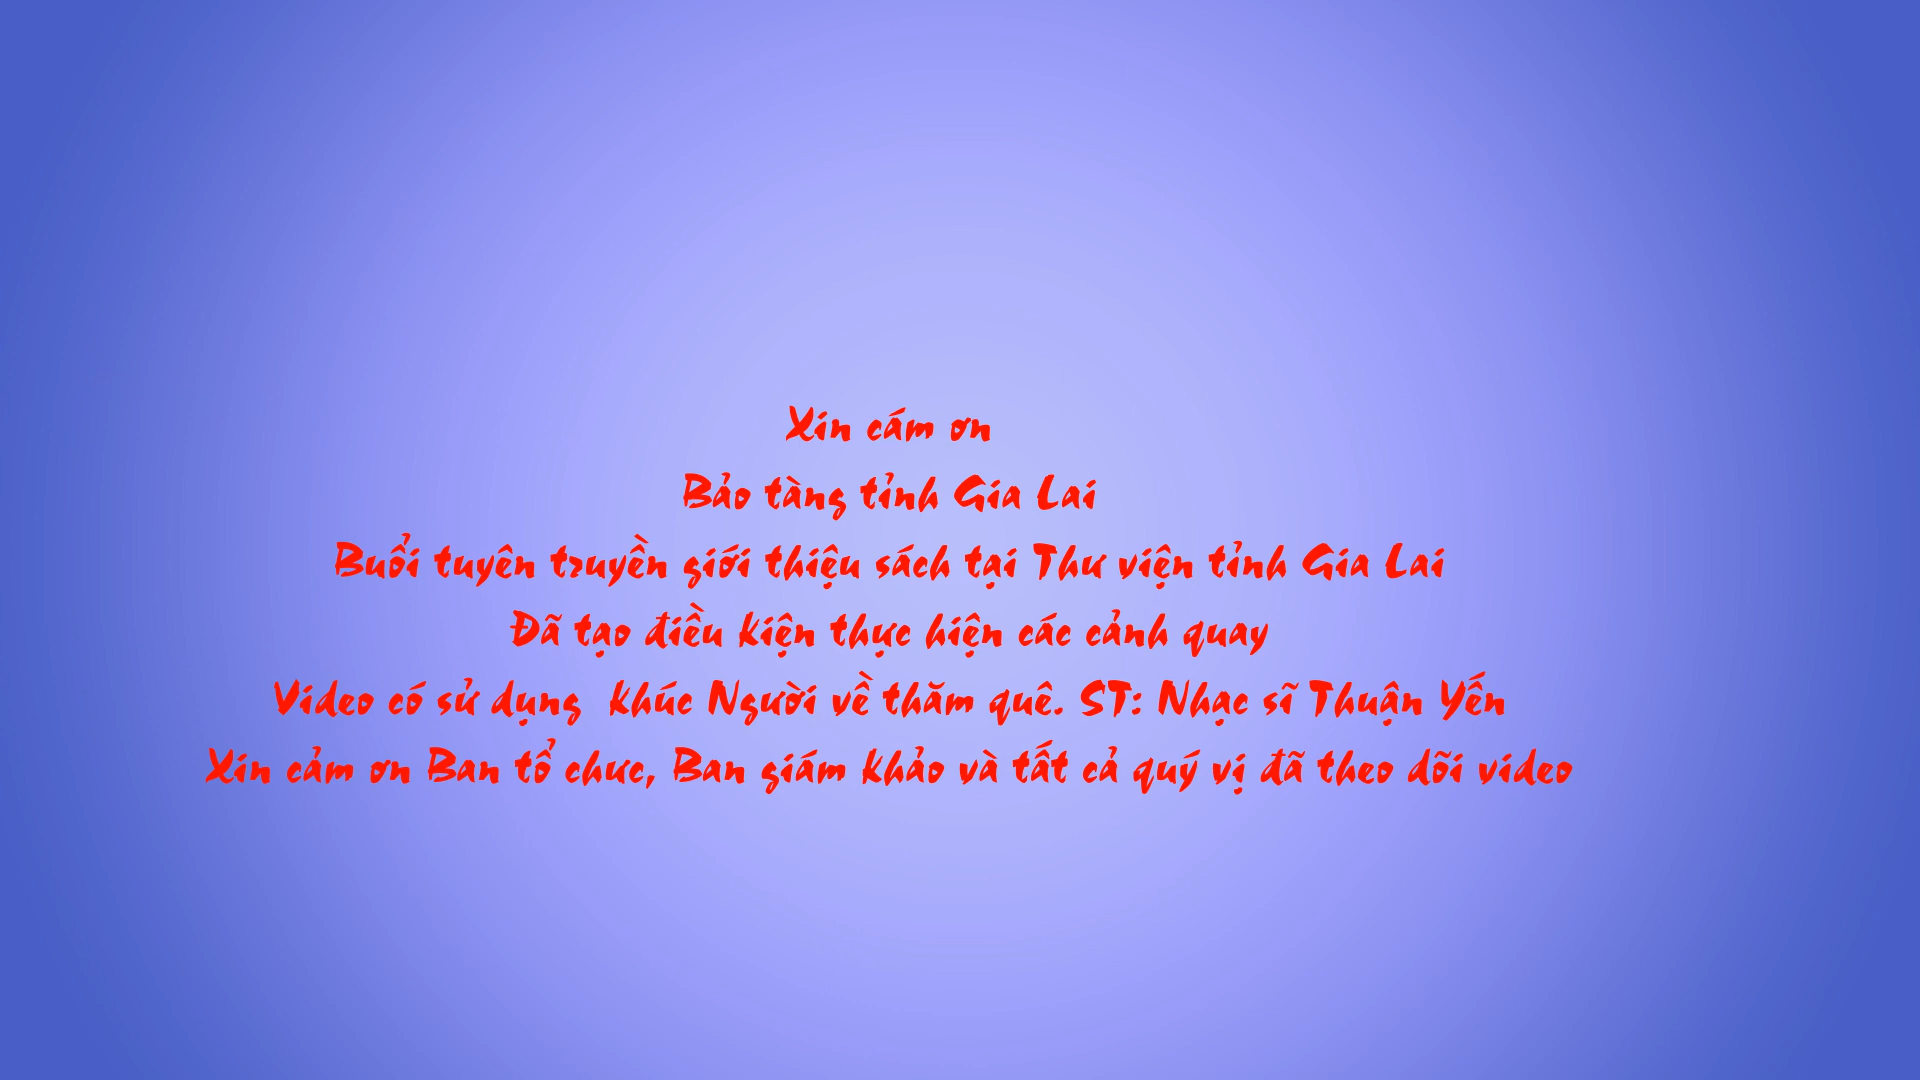 Xin cám ơn
Bảo tàng tỉnh Gia Lai
Buổi tuyên truyền giới thiệu sách tại Thư viện tỉnh Gia Lai
Đã tạo điều kiện thực hiện các cảnh quay
Video có sử dụng  khúc Người về thăm quê. ST: Nhạc sĩ Thuận Yến
Xin cảm ơn Ban tổ chưc, Ban giám khảo và tất cả quý vị đã theo dõi video